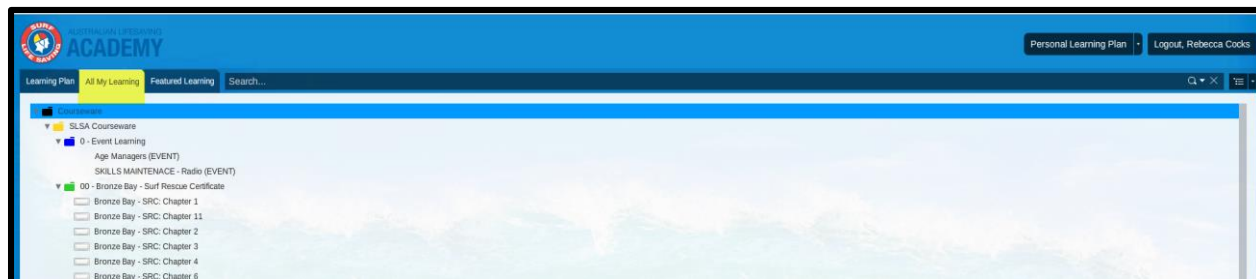 SURF
LIFE SAVING
AUSTRALIAN LIFESAVING
ACADEMY
Personal Learning Plan
Logout, Rebecca Cocks
Learning Plan All My Learning Featured Learning Search...
Courseware
SLSA Courseware
0 - Event Learning
Age Managers (EVENT)
SKILLS MAINTENACE - Radio (EVENT)
00 - Bronze Bay - Surf Rescue Certificate
Bronze Bay - SRC: Chapter 1
Bronze Bay - SRC: Chapter 11
Bronze Bay - SRC: Chapter 2
Bronze Bay - SRC: Chapter 3
Bronze Bay - SRC: Chapter 4
Bronze Bay - SRC: Chapter 6